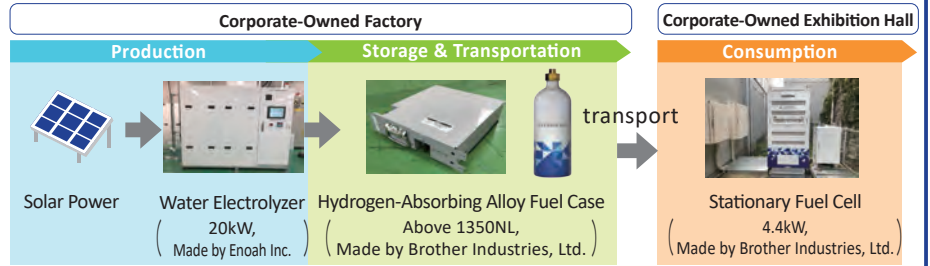 Corporate-Owned Factory
Corporate-Owned Exhibition Hall
Production
Storage & Transportation
Consumption
transport
Solar Power
Water Electrolyzer
20kW,
Made by Enoah Inc.
Hydrogen-Absorbing Alloy Fuel Case
Above 1350NL,
Made by Brother Industries, Ltd.
Stationary Fuel Cell
4.4kW,
Made by Brother Industries, Ltd.